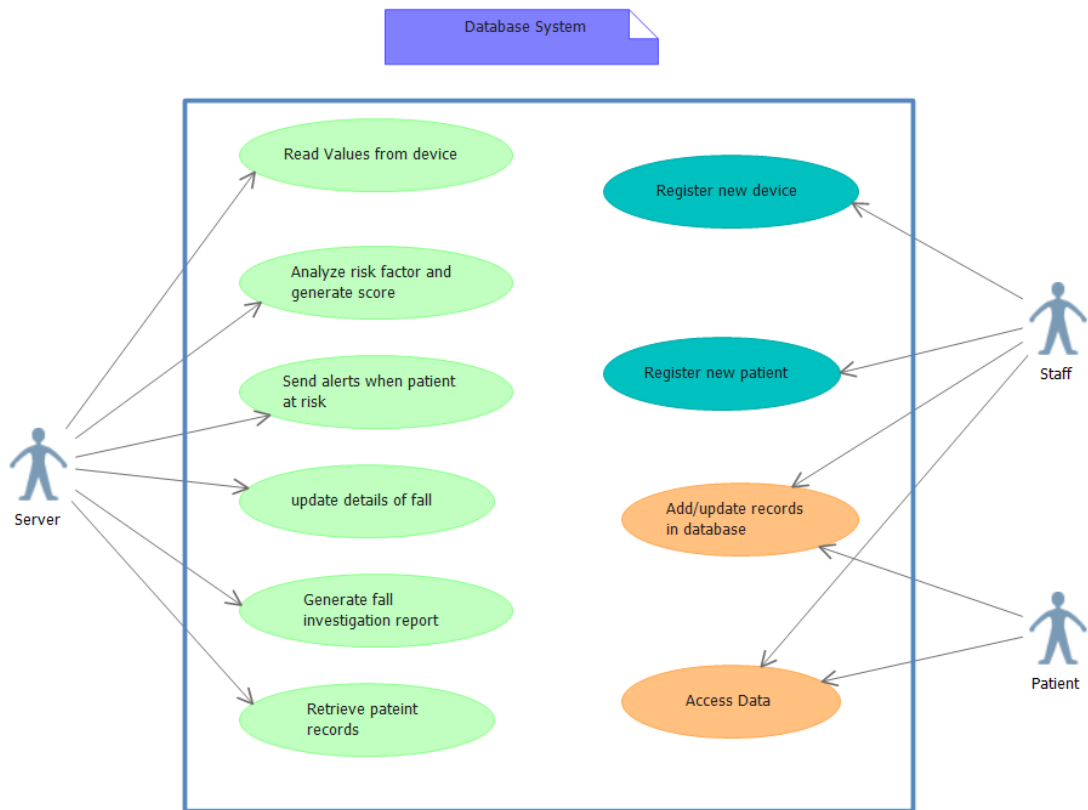 Database System
Read Values from device
Register new device
Analyze risk factor and
generate score
Send alerts when patient
at risk
Register new patient
Staff
Server
update details of fall
Add/update records
in database
Generate fall
investigation report
Patient
Retrieve pateint
records
Access Data